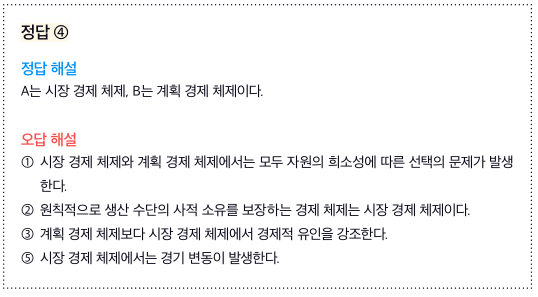 정답 ④
정답 해설
A는 시장 경제 체제, B는 계획 경제 체제이다.
오답 해설
① 시장 경제 체제와 계획 경제 체제에서는 모두 자원의 희소성에 따른 선택의 문제가 발생
한다.
② 원칙적으로 생산 수단의 사적 소유를 보장하는 경제 체제는 시장 경제 체제이다.
③ 계획 경제 체제보다 시장 경제 체제에서 경제적 유인을 강조한다.
⑤ 시장 경제 체제에서는 경기 변동이 발생한다.